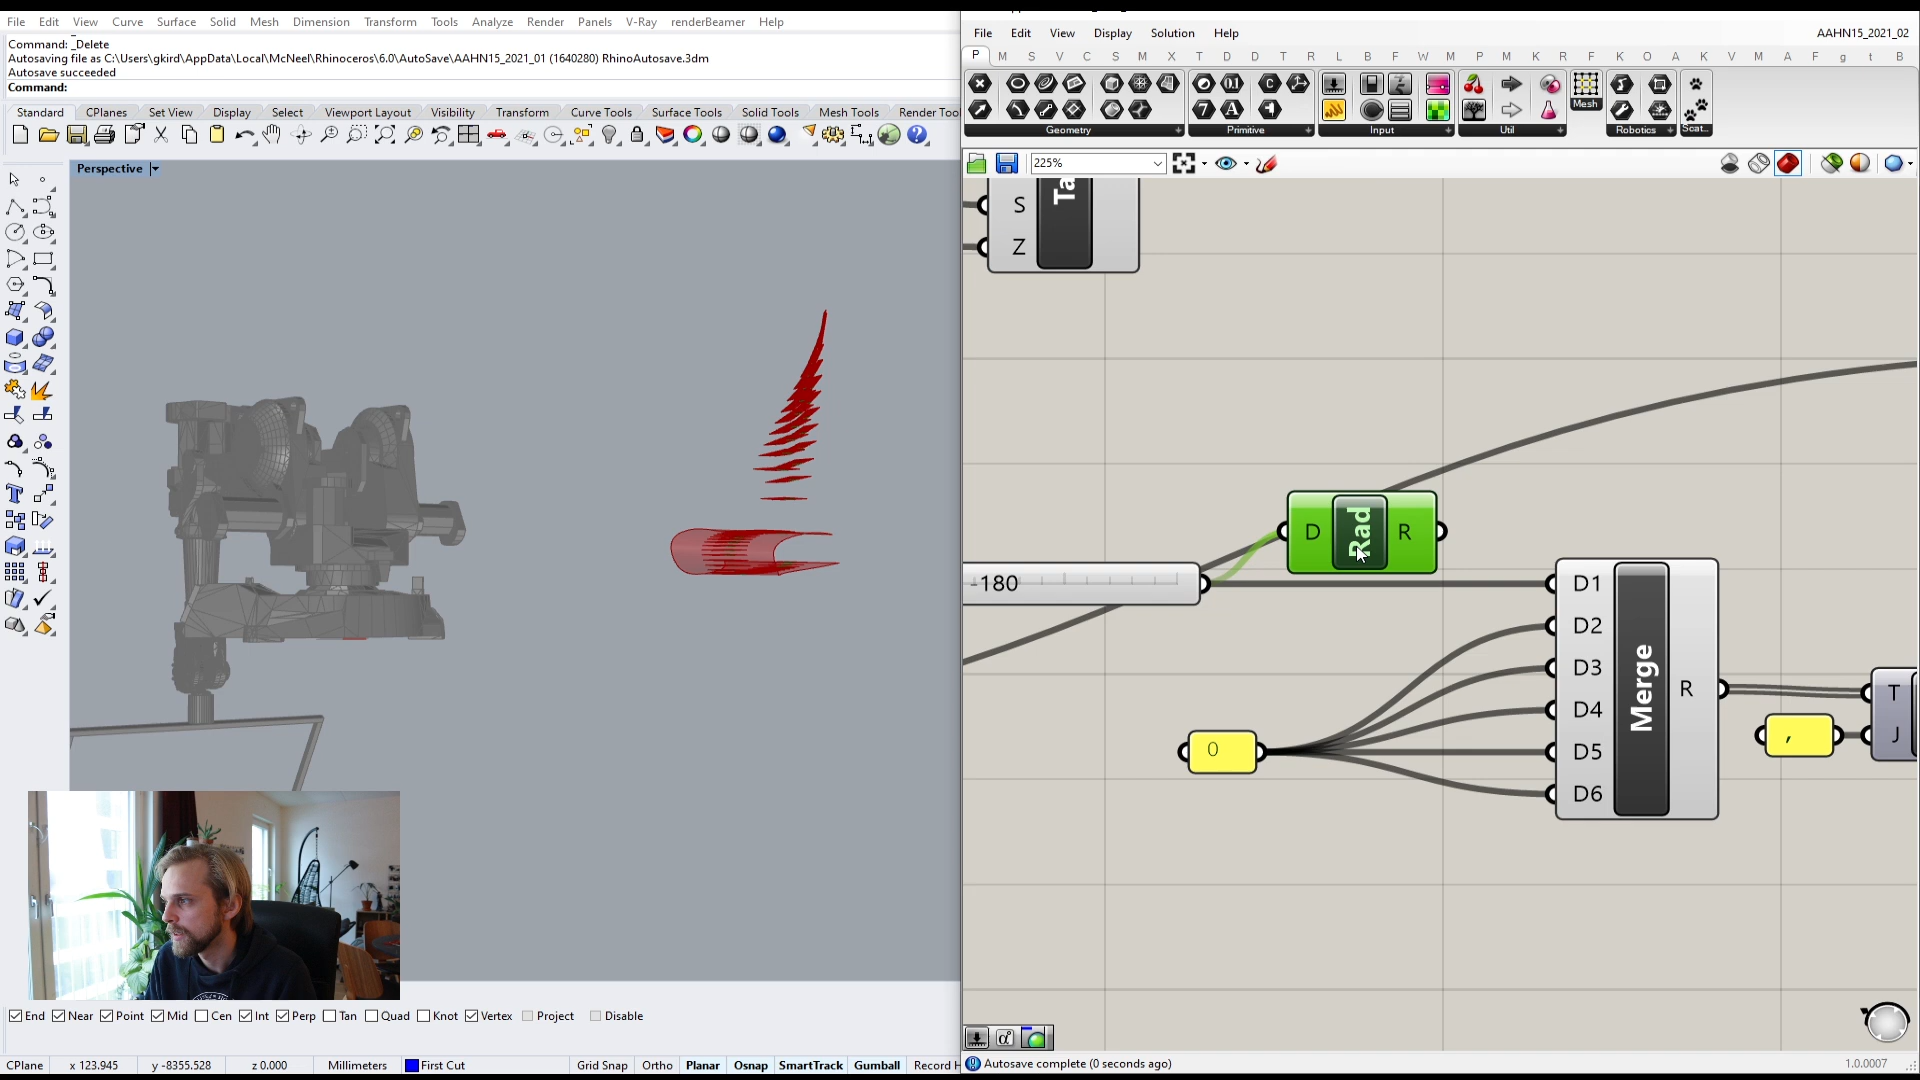 File Edit View Curve Surface Solid Mesh Dimension Transform Tools Analyze Render Panels V-Ray renderBeamer Help
Command: _Delete
Autosaving file as C:\Users\gkird\AppData\Local\McNeel\Rhinoceros\6.0\AutoSave\AAHN15_2021_01 (1640280) RhinoAutosave.3dm
Autosave succeeded
Command:
Standard CPlanes Set View Display Select Viewport Layout Visibility Transform Curve Tools Surface Tools Solid Tools Mesh Tools Render Too
Perspective
End Near Point Mid Cen Int Perp Tan Quad Knot Vertex Project Disable
CPlane x 123.945 y -8355.528 z 0.000 Millimeters First Cut Grid Snap Ortho Planar Osnap SmartTrack Gumball Record H
File Edit View Display Solution Help AAHN15_2021_02
P M S V C S M X T D D T R L B F W M P M R F R K O A K V M A F g t B
Mesh
Geometry Primitive Input Util Robotics Scat..
225%
S
Z
Ta
D Rad R
-180
D1
D2
D3
D4
D5
D6
Merge
R
0
,
T
J
Autosave complete (0 seconds ago) 1.0.0007